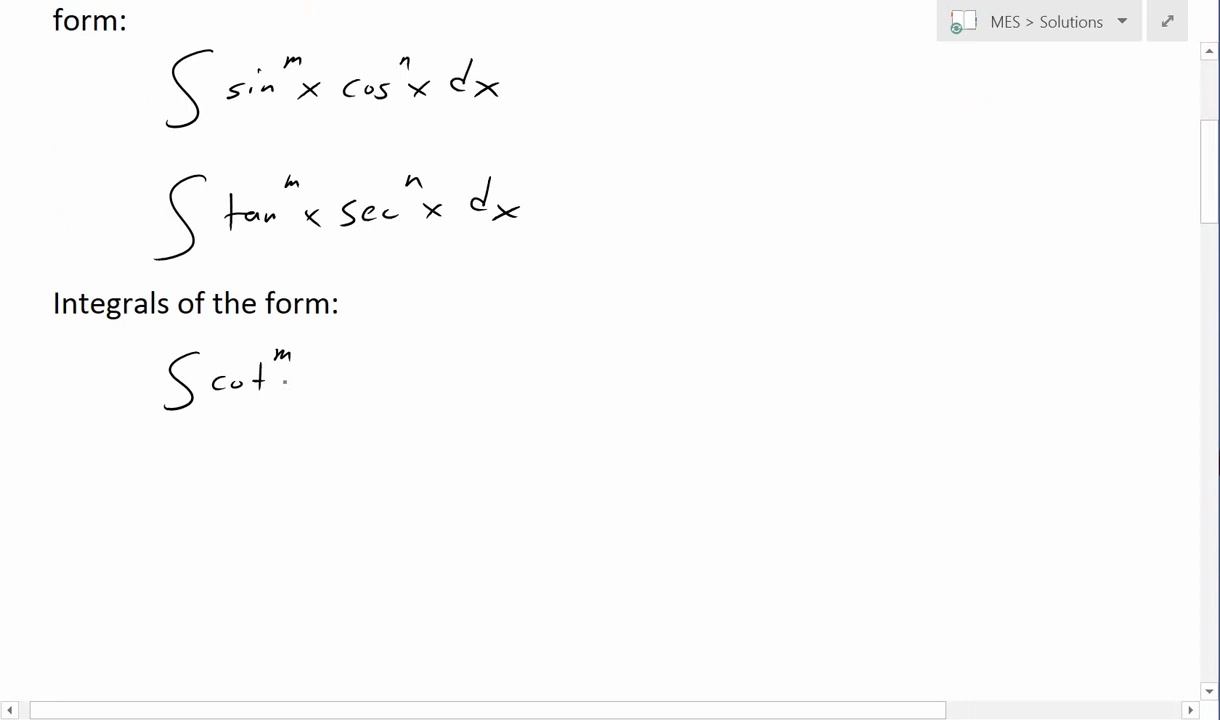 form:
MES > Solutions
∫ sin^m x cos^n x dx
∫ tan^m x sec^n x dx
Integrals of the form:
∫ cot^m